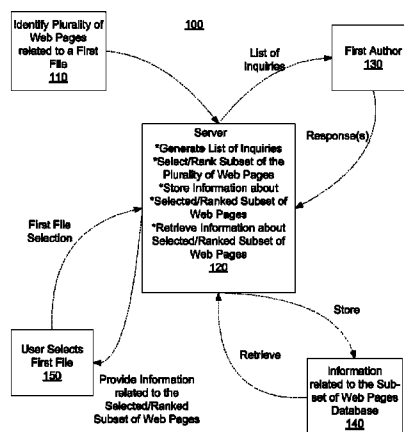 Identify Plurality of
Web Pages
related to a First
File
110
100
List of
Inquiries
First Author
130
Response(s)
Server
*Generate List of Inquiries
*Select/Rank Subset of the
Plurality of Web Pages
*Store Information about
*Selected/Ranked Subset of
Web Pages
*Retrieve Information about
Selected/Ranked Subset of
Web Pages
120
First File
Selection
User Selects
First File
150
Provide Information
related to the
Selected/Ranked
Subset of Web Pages
Retrieve
Store
Information
related to the Sub-
set of Web Pages
Database
140